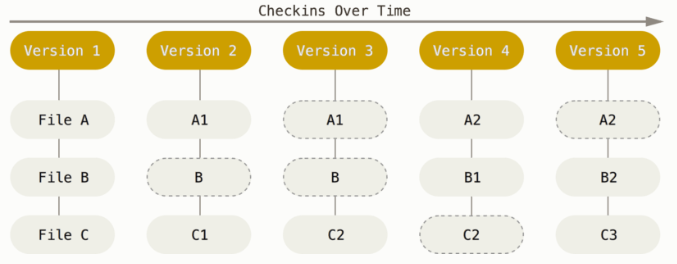 Checkins Over Time
Version 1 Version 2 Version 3 Version 4 Version 5
File A A1 A1 A2 A2
File B B B B1 B2
File C C1 C2 C2 C3